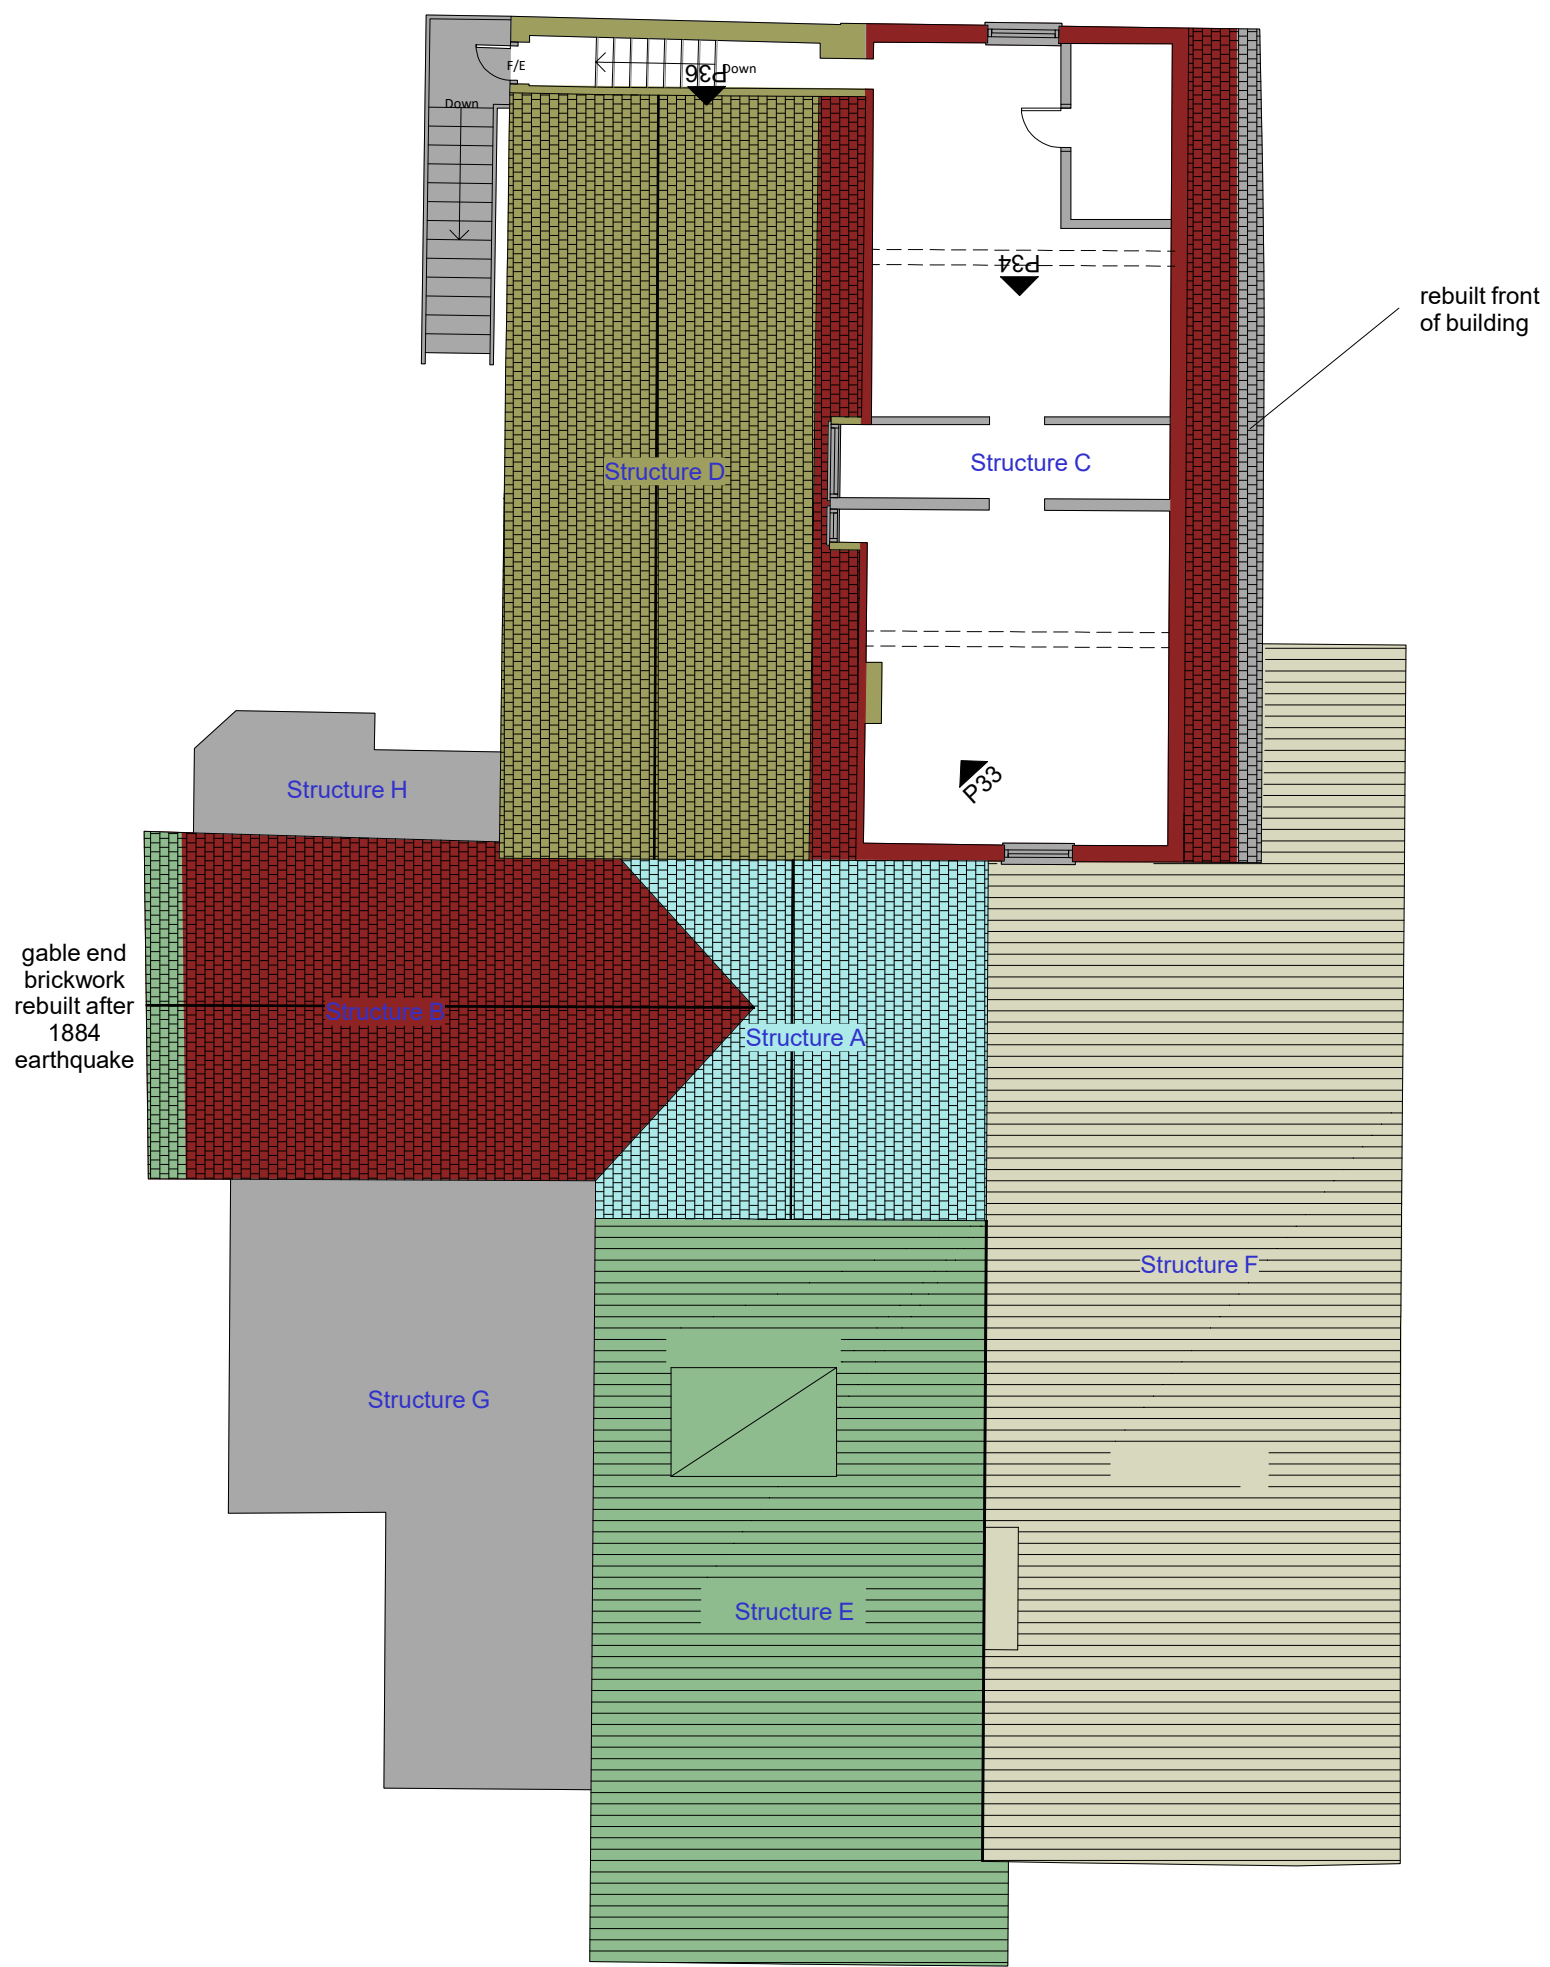 F/E
Down
P36
Down
P34
rebuilt front
of building
Structure D
Structure C
P33
Structure H
gable end
brickwork
rebuilt after
1884
earthquake
Structure B
Structure A
Structure F
Structure G
Structure E